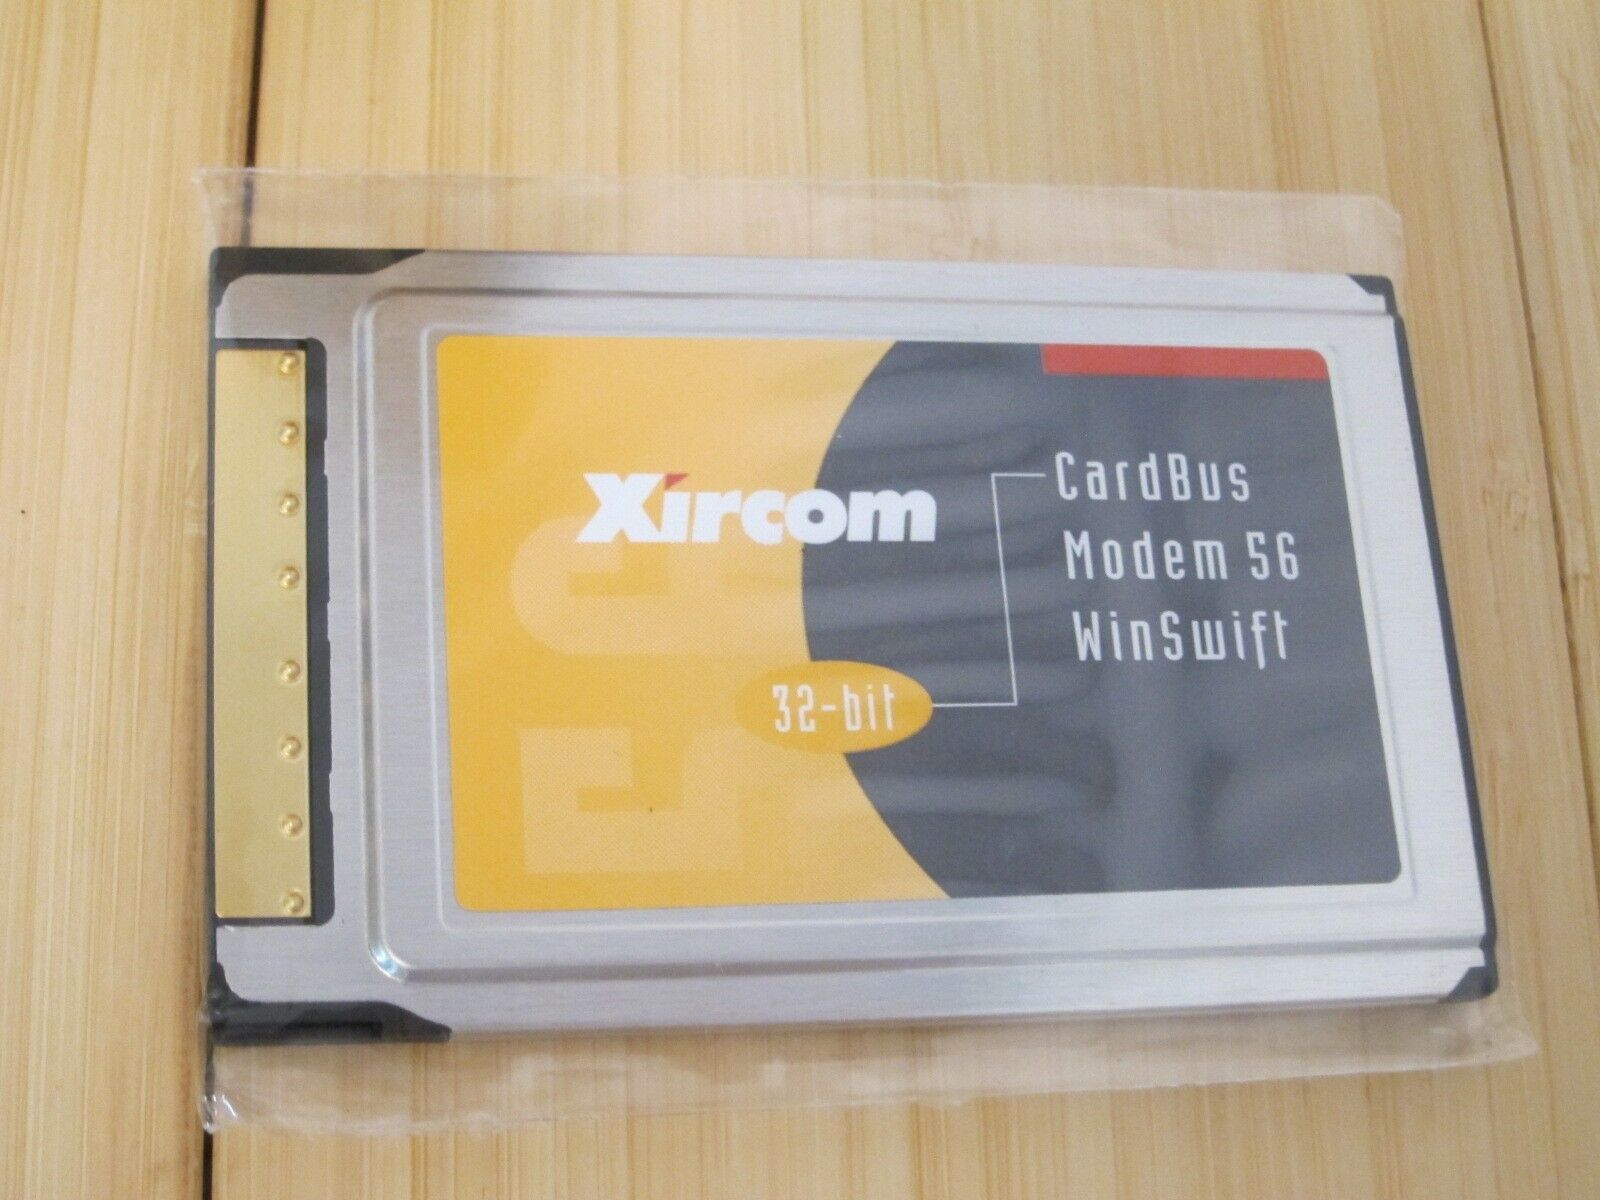 Xircom
CardBus
Modem 56
WinSwift
32-bit